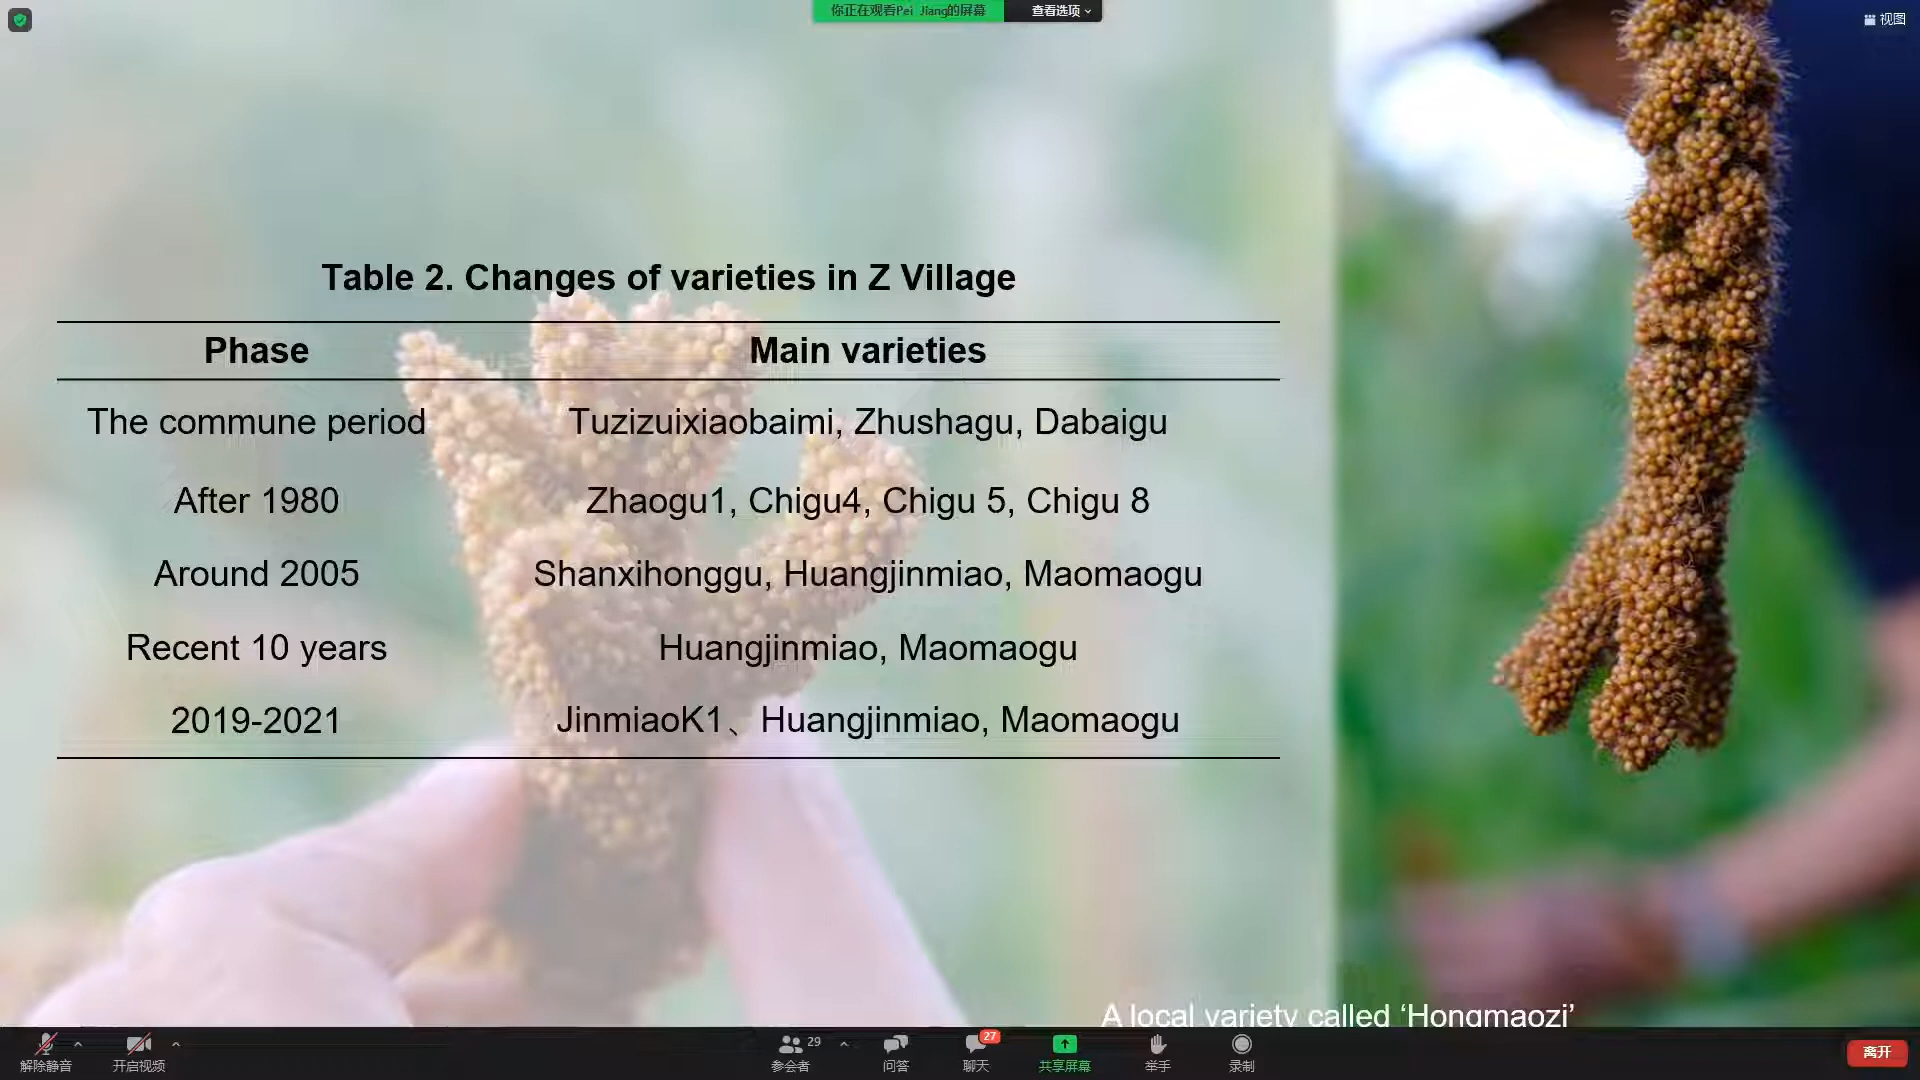 你正在观看Pei Jiang的屏幕 查看选项
视图
Table 2. Changes of varieties in Z Village
Phase Main varieties
The commune period Tuzizuixiaobaimi, Zhushagu, Dabaigu
After 1980 Zhaogu1, Chigu4, Chigu 5, Chigu 8
Around 2005 Shanxihonggu, Huangjinmiao, Maomaogu
Recent 10 years Huangjinmiao, Maomaogu
2019-2021 JinmiaoK1、Huangjinmiao, Maomaogu
A local variety called ‘Hongmaozi’
解除静音 开启视频 参会者 29 问答 聊天 27 共享屏幕 举手 录制 离开